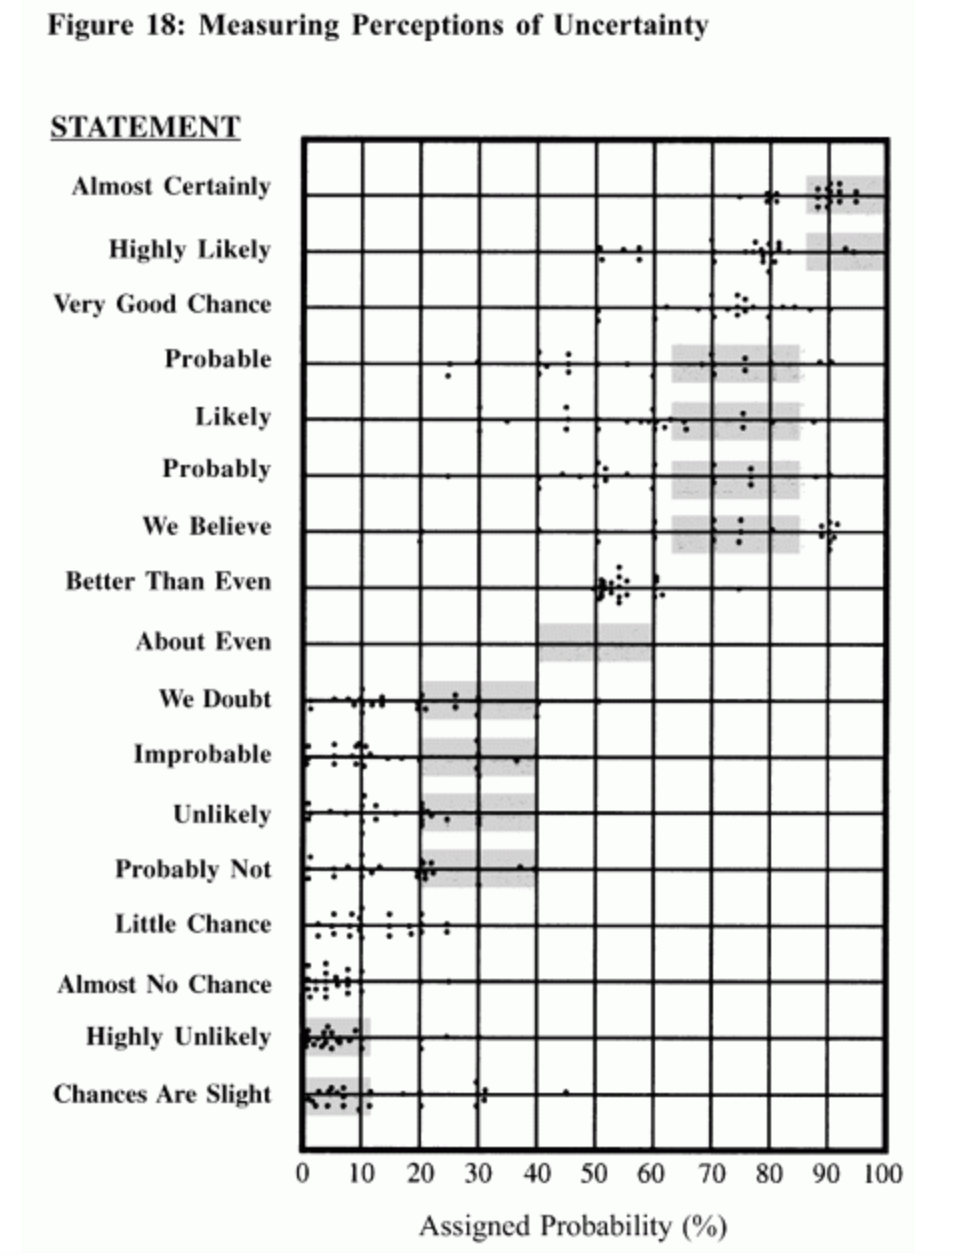 Figure 18: Measuring Perceptions of Uncertainty
STATEMENT
Almost Certainly
Highly Likely
Very Good Chance
Probable
Likely
Probably
We Believe
Better Than Even
About Even
We Doubt
Improbable
Unlikely
Probably Not
Little Chance
Almost No Chance
Highly Unlikely
Chances Are Slight
0 10 20 30 40 50 60 70 80 90 100
Assigned Probability (%)